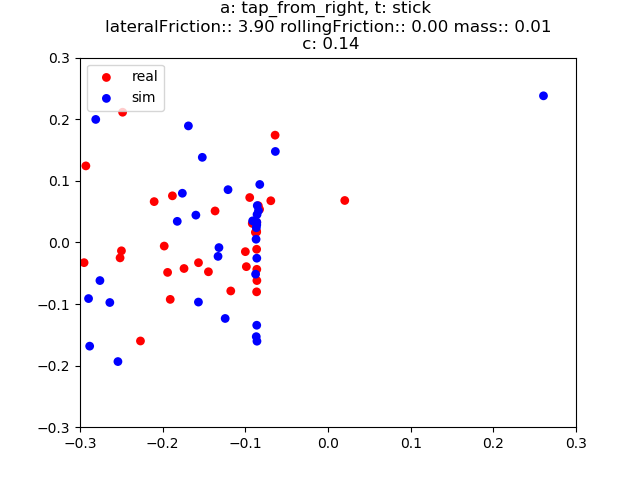 a: tap_from_right, t: stick
lateralFriction:: 3.90 rollingFriction:: 0.00 mass:: 0.01
c: 0.14
real
sim
0.3
0.2
0.1
0.0
−0.1
−0.2
−0.3
−0.3 −0.2 −0.1 0.0 0.1 0.2 0.3